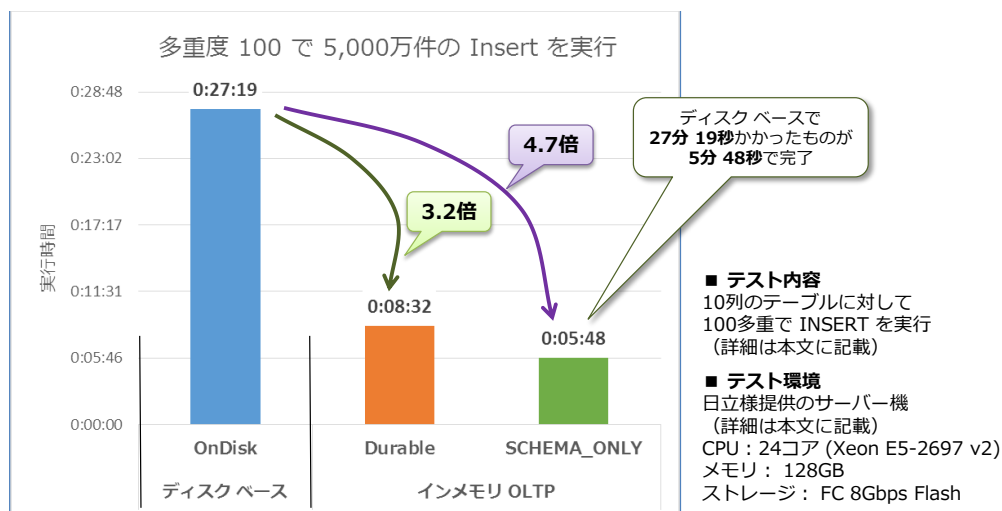 多重度 100 で 5,000万件の Insert を実行
0:28:48
0:23:02
0:17:17
0:11:31
0:05:46
0:00:00
実行時間
0:27:19
0:08:32
0:05:48
3.2倍
4.7倍
ディスク ベースで
27分 19秒かかったものが
5分 48秒で完了
OnDisk
Durable
SCHEMA_ONLY
ディスク ベース
インメモリ OLTP
■ テスト内容
10列のテーブルに対して
100多重で INSERT を実行
（詳細は本文に記載）
■ テスト環境
日立様提供のサーバー機
（詳細は本文に記載）
CPU：24コア (Xeon E5-2697 v2)
メモリ： 128GB
ストレージ： FC 8Gbps Flash